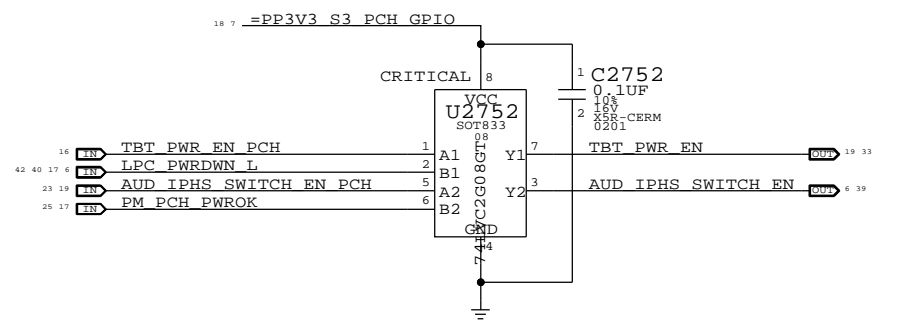 18 7 =PP3V3_S3_PCH_GPIO
CRITICAL
8
1
C2752
0.1UF
10%
16V
X5R-CERM
0201
2
VCC
U2752
SOT833
08
74LVC2G08GT
16 IN TBT_PWR_EN_PCH 1 A1
42 40 17 6 IN LPC_PWRDWN_L 2 B1
23 19 IN AUD_IPHS_SWITCH_EN_PCH 5 A2
25 17 IN PM_PCH_PWROK 6 B2
Y1 7 TBT_PWR_EN OUT 19 33
Y2 3 AUD_IPHS_SWITCH_EN OUT 6 39
GND
4